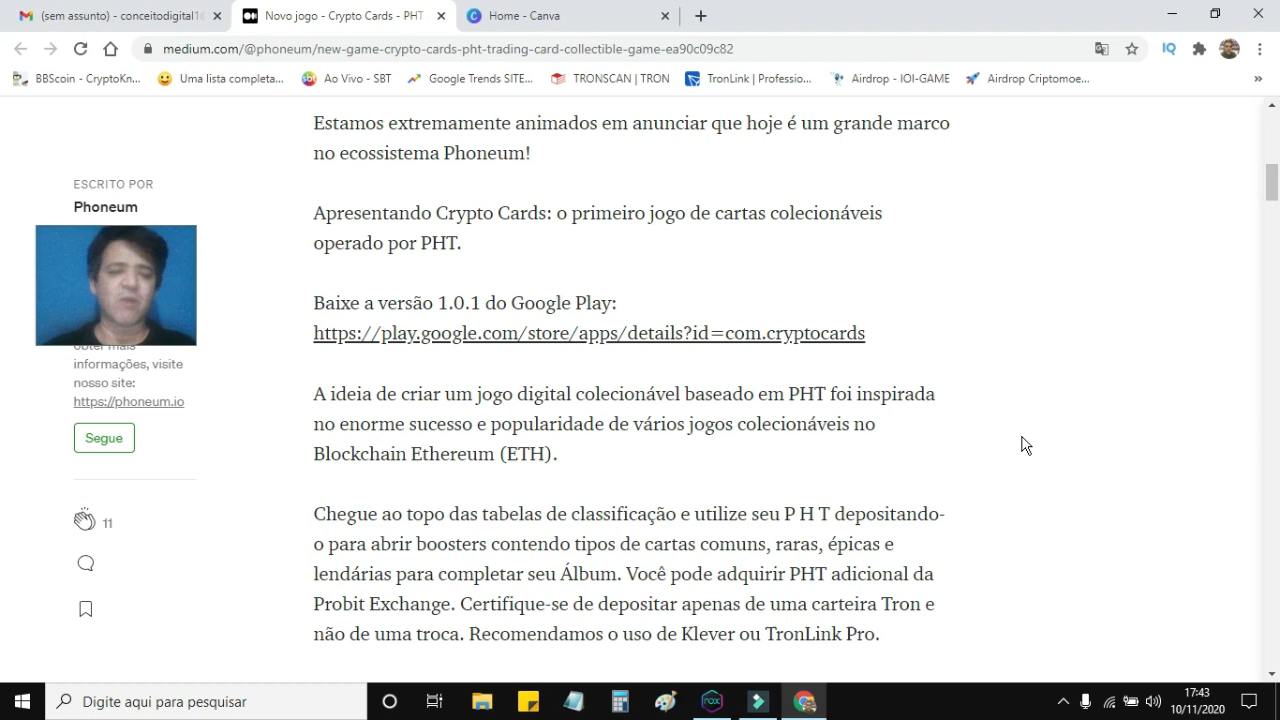 (sem assunto) - conceitodigital16
Novo jogo - Crypto Cards - PHT
Home - Canva
medium.com/@phoneum/new-game-crypto-cards-pht-trading-card-collectible-game-ea90c09c82
IQ
BBScoin - CryptoKn...
Uma lista completa...
Ao Vivo - SBT
Google Trends SITE...
TRONSCAN | TRON
TronLink | Professio...
Airdrop - IOI-GAME
Airdrop Criptomoe...
»
Estamos extremamente animados em anunciar que hoje é um grande marco
no ecossistema Phoneum!
ESCRITO POR
Phoneum
Apresentando Crypto Cards: o primeiro jogo de cartas colecionáveis
operado por PHT.
Baixe a versão 1.0.1 do Google Play:
https://play.google.com/store/apps/details?id=com.cryptocards
informações, visite
nosso site:
https://phoneum.io
Segue
A ideia de criar um jogo digital colecionável baseado em PHT foi inspirada
no enorme sucesso e popularidade de vários jogos colecionáveis no
Blockchain Ethereum (ETH).
11
Chegue ao topo das tabelas de classificação e utilize seu P H T depositando-
o para abrir boosters contendo tipos de cartas comuns, raras, épicas e
lendárias para completar seu Álbum. Você pode adquirir PHT adicional da
Probit Exchange. Certifique-se de depositar apenas de uma carteira Tron e
não de uma troca. Recomendamos o uso de Klever ou TronLink Pro.
Digite aqui para pesquisar
nox
17:43
10/11/2020